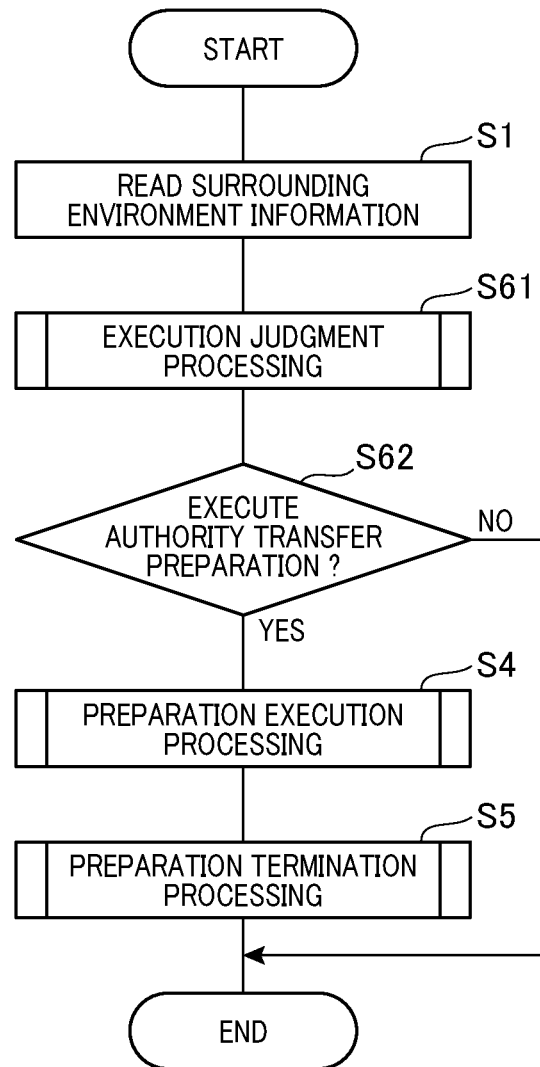 START
S1
READ SURROUNDING
ENVIRONMENT INFORMATION
S61
EXECUTION JUDGMENT
PROCESSING
S62
EXECUTE
AUTHORITY TRANSFER
PREPARATION ?
NO
YES
S4
PREPARATION EXECUTION
PROCESSING
S5
PREPARATION TERMINATION
PROCESSING
END